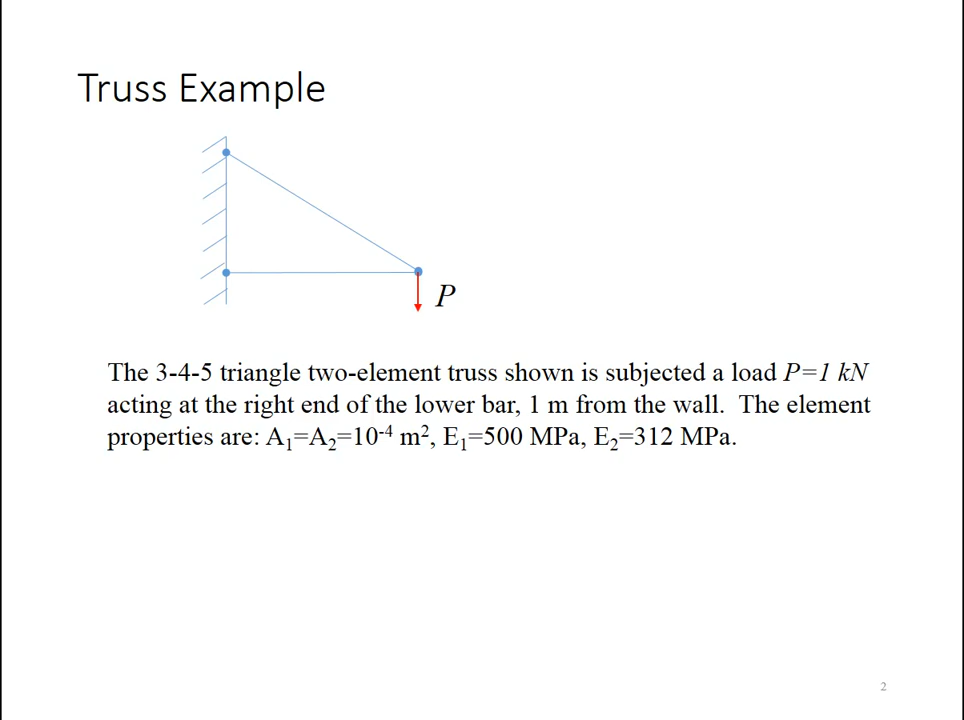 Truss Example
P
The 3-4-5 triangle two-element truss shown is subjected a load P=1 kN
acting at the right end of the lower bar, 1 m from the wall.  The element
properties are: A₁=A₂=10⁻⁴ m², E₁=500 MPa, E₂=312 MPa.
2